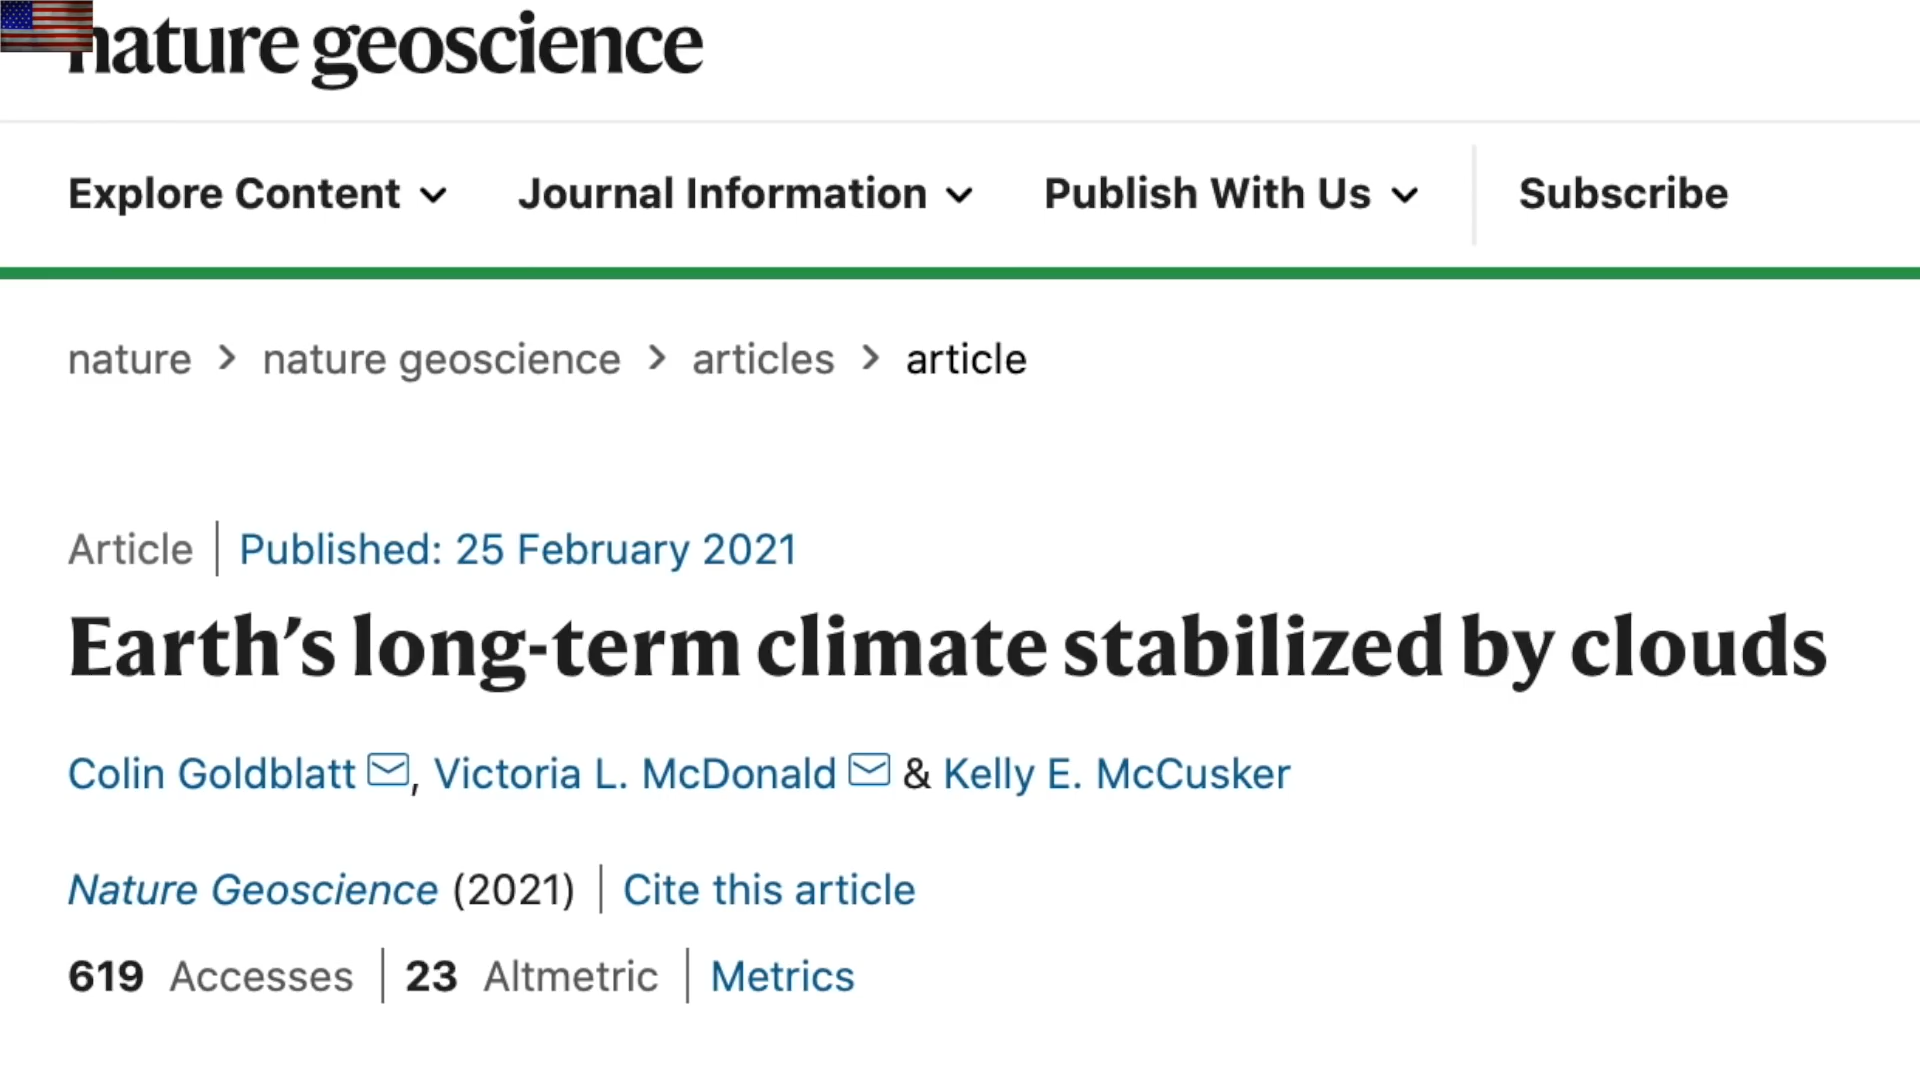 nature geoscience
Explore Content Journal Information Publish With Us Subscribe
nature > nature geoscience > articles > article
Article | Published: 25 February 2021
Earth’s long-term climate stabilized by clouds
Colin Goldblatt, Victoria L. McDonald & Kelly E. McCusker
Nature Geoscience (2021) | Cite this article
619 Accesses | 23 Altmetric | Metrics